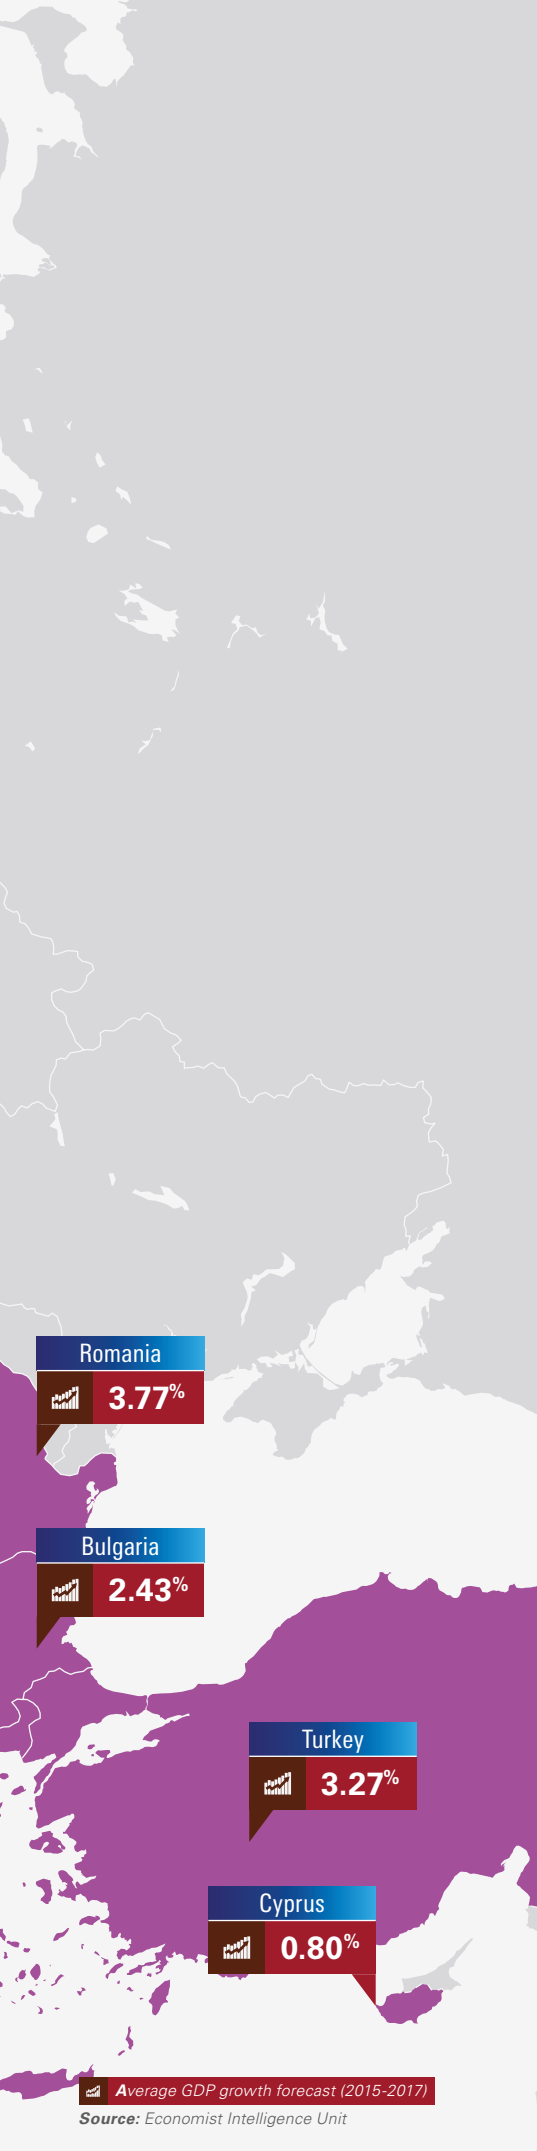 Romania
3.77%
Bulgaria
2.43%
Turkey
3.27%
Cyprus
0.80%
Average GDP growth forecast (2015-2017)
Source: Economist Intelligence Unit